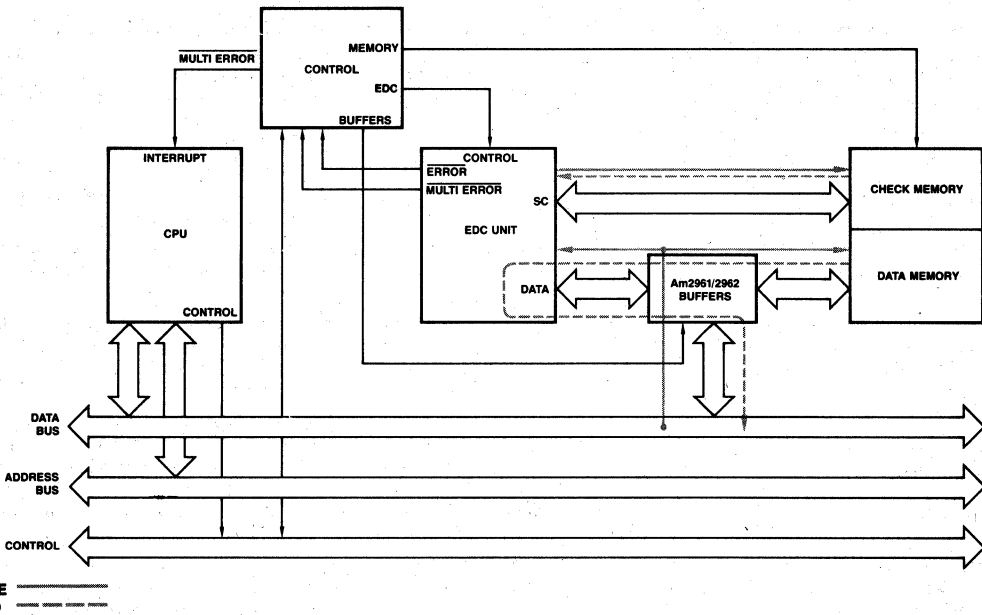 MULTI ERROR
MEMORY
CONTROL
EDC
BUFFERS
INTERRUPT
CPU
CONTROL
CONTROL
ERROR
MULTI ERROR
SC
EDC UNIT
DATA
Am2961/2962
BUFFERS
CHECK MEMORY
DATA MEMORY
DATA
BUS
ADDRESS
BUS
CONTROL